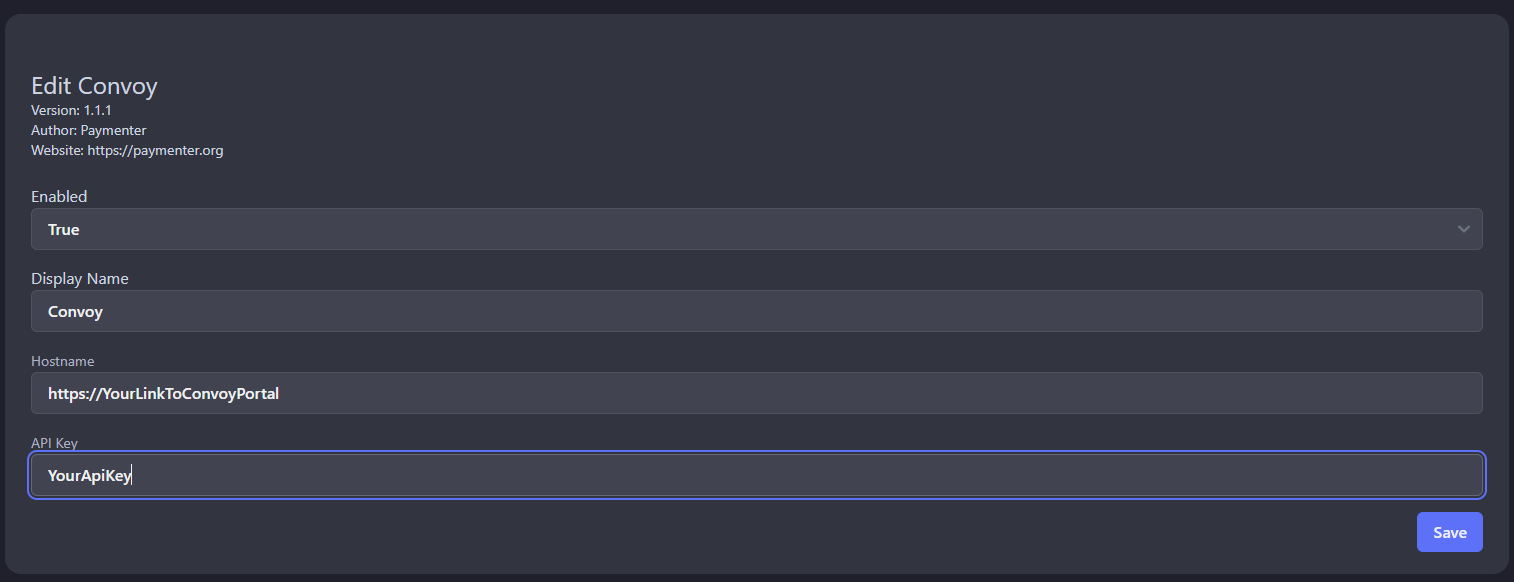 Edit Convoy
Version: 1.1.1
Author: Paymenter
Website: https://paymenter.org
Enabled
True
Display Name
Convoy
Hostname
https://YourLinkToConvoyPortal
API Key
YourApiKey
Save